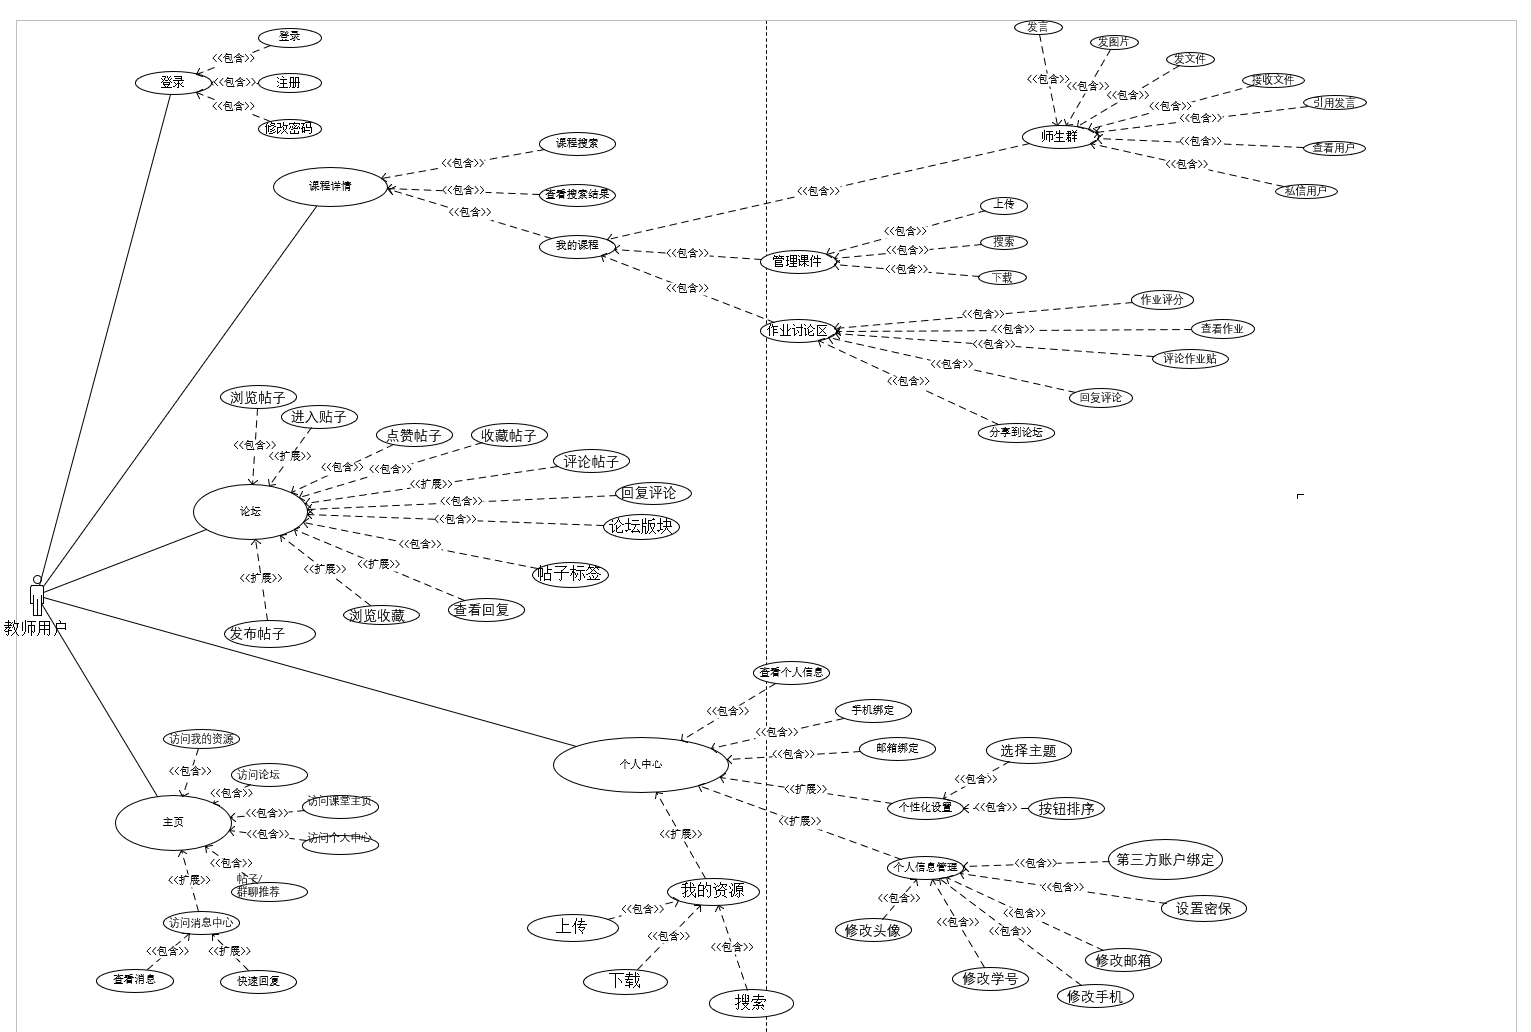 登录
<<包含>>
登录
<<包含>>
注册
<<包含>>
修改密码
课程详情
<<包含>>
课程搜索
<<包含>>
查看搜索结果
<<包含>>
我的课程
<<包含>>
师生群
<<包含>>
发言
<<包含>>
发图片
<<包含>>
发文件
<<包含>>
接收文件
<<包含>>
引用发言
<<包含>>
查看用户
<<包含>>
私信用户
<<包含>>
管理课件
<<包含>>
上传
<<包含>>
搜索
<<包含>>
下载
<<包含>>
作业讨论区
<<包含>>
作业评分
<<包含>>
查看作业
<<包含>>
评论作业贴
<<包含>>
回复评论
<<包含>>
分享到论坛
论坛
<<包含>>
浏览帖子
<<扩展>>
进入贴子
<<包含>>
点赞帖子
<<包含>>
收藏帖子
<<扩展>>
评论帖子
<<包含>>
回复评论
<<包含>>
论坛版块
<<包含>>
帖子标签
<<扩展>>
查看回复
<<扩展>>
浏览收藏
<<扩展>>
发布帖子
教师用户
个人中心
<<包含>>
查看个人信息
<<包含>>
手机绑定
<<包含>>
邮箱绑定
<<扩展>>
个性化设置
<<包含>>
选择主题
<<包含>>
按钮排序
<<扩展>>
个人信息管理
<<包含>>
第三方账户绑定
<<包含>>
设置密保
<<包含>>
修改头像
<<包含>>
修改学号
<<包含>>
修改手机
<<包含>>
修改邮箱
<<扩展>>
我的资源
<<包含>>
上传
<<包含>>
下载
<<包含>>
搜索
主页
<<包含>>
访问我的资源
<<包含>>
访问论坛
<<包含>>
访问课堂主页
<<包含>>
访问个人中心
<<包含>>
帖子/
群聊推荐
<<扩展>>
访问消息中心
<<包含>>
查看消息
<<扩展>>
快速回复